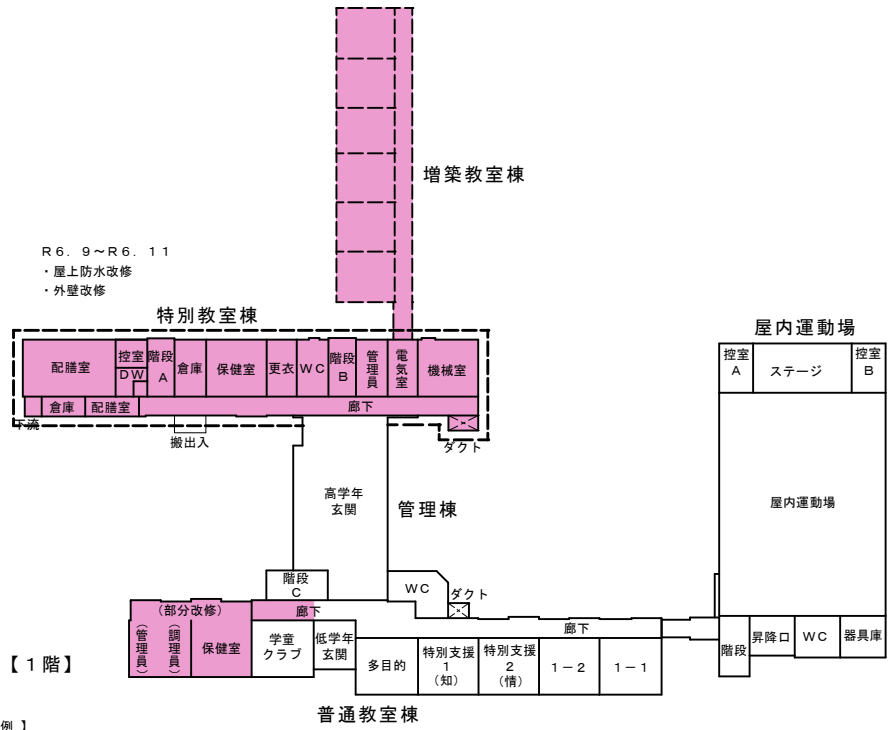 増築教室棟
Ｒ６．９～Ｒ６．１１
・屋上防水改修
・外壁改修
特別教室棟
屋内運動場
配膳室
控室
ＤＷ
階段Ａ
倉庫
保健室
更衣
ＷＣ
階段Ｂ
管理員
電気室
機械室
控室Ａ
ステージ
控室Ｂ
下流
倉庫
配膳室
廊下
搬出入
ダクト
高学年
玄関
管理棟
屋内運動場
階段Ｃ
ＷＣ
ダクト
（部分改修）
廊下
（管理員）
（調理員）
保健室
学童
クラブ
低学年
玄関
廊下
多目的
特別支援
１
（知）
特別支援
２
（情）
１－２
１－１
階段
昇降口
ＷＣ
器具庫
【１階】
普通教室棟
例 】